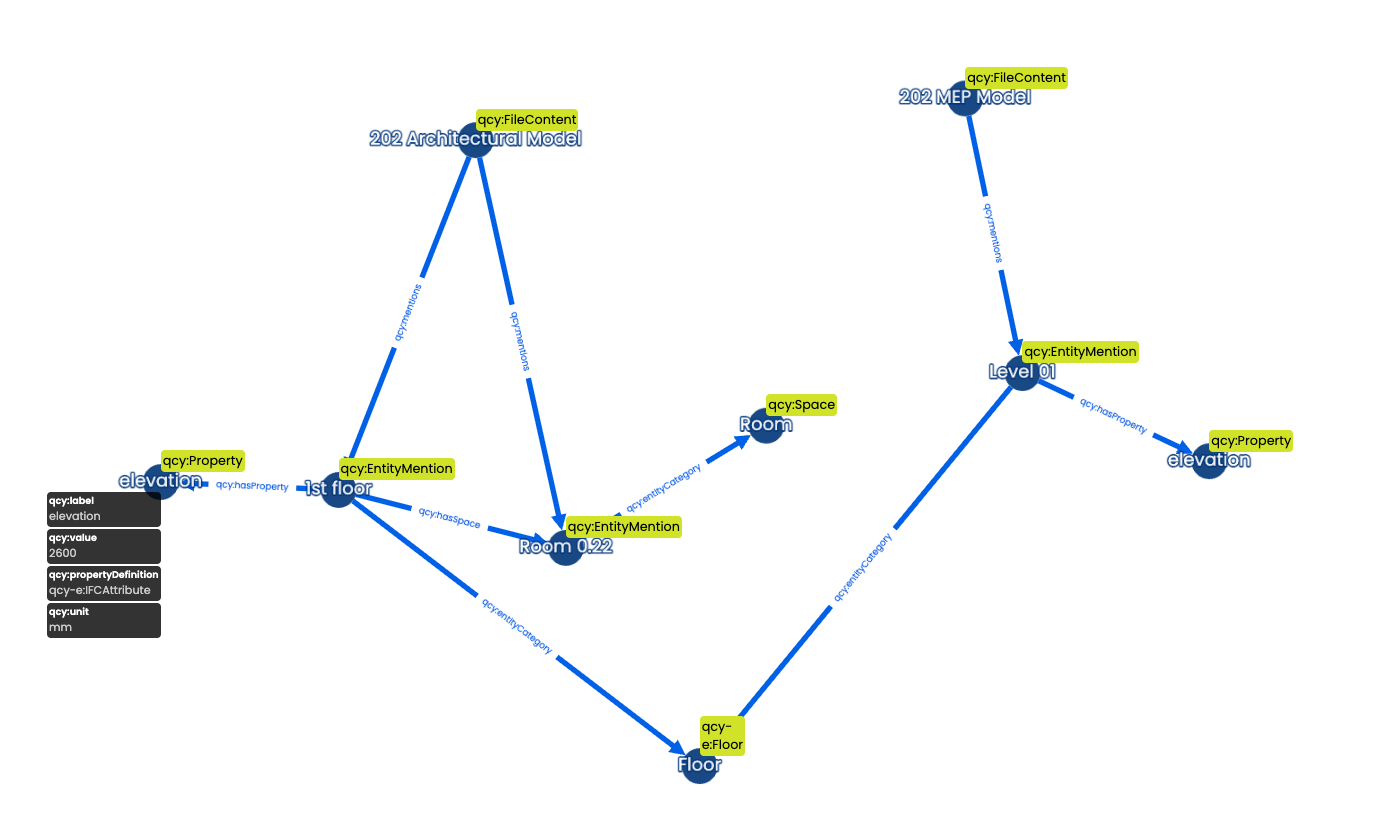 qcy:FileContent
202 MEP Model
qcy:FileContent
202 Architectural Model
qcy:mentions
qcy:mentions
qcy:mentions
qcy:EntityMention
Level 01
qcy:hasProperty
qcy:Property
elevation
qcy:Space
Room
qcy:entityCategory
qcy:Property
elevation
qcy:hasProperty
qcy:EntityMention
1st floor
qcy:hasSpace
qcy:EntityMention
Room 0.22
qcy:label
elevation
qcy:value
2600
qcy:propertyDefinition
qcy-e:IFCAttribute
qcy:unit
mm
qcy:entityCategory
qcy:entityCategory
qcy-
e:Floor
Floor